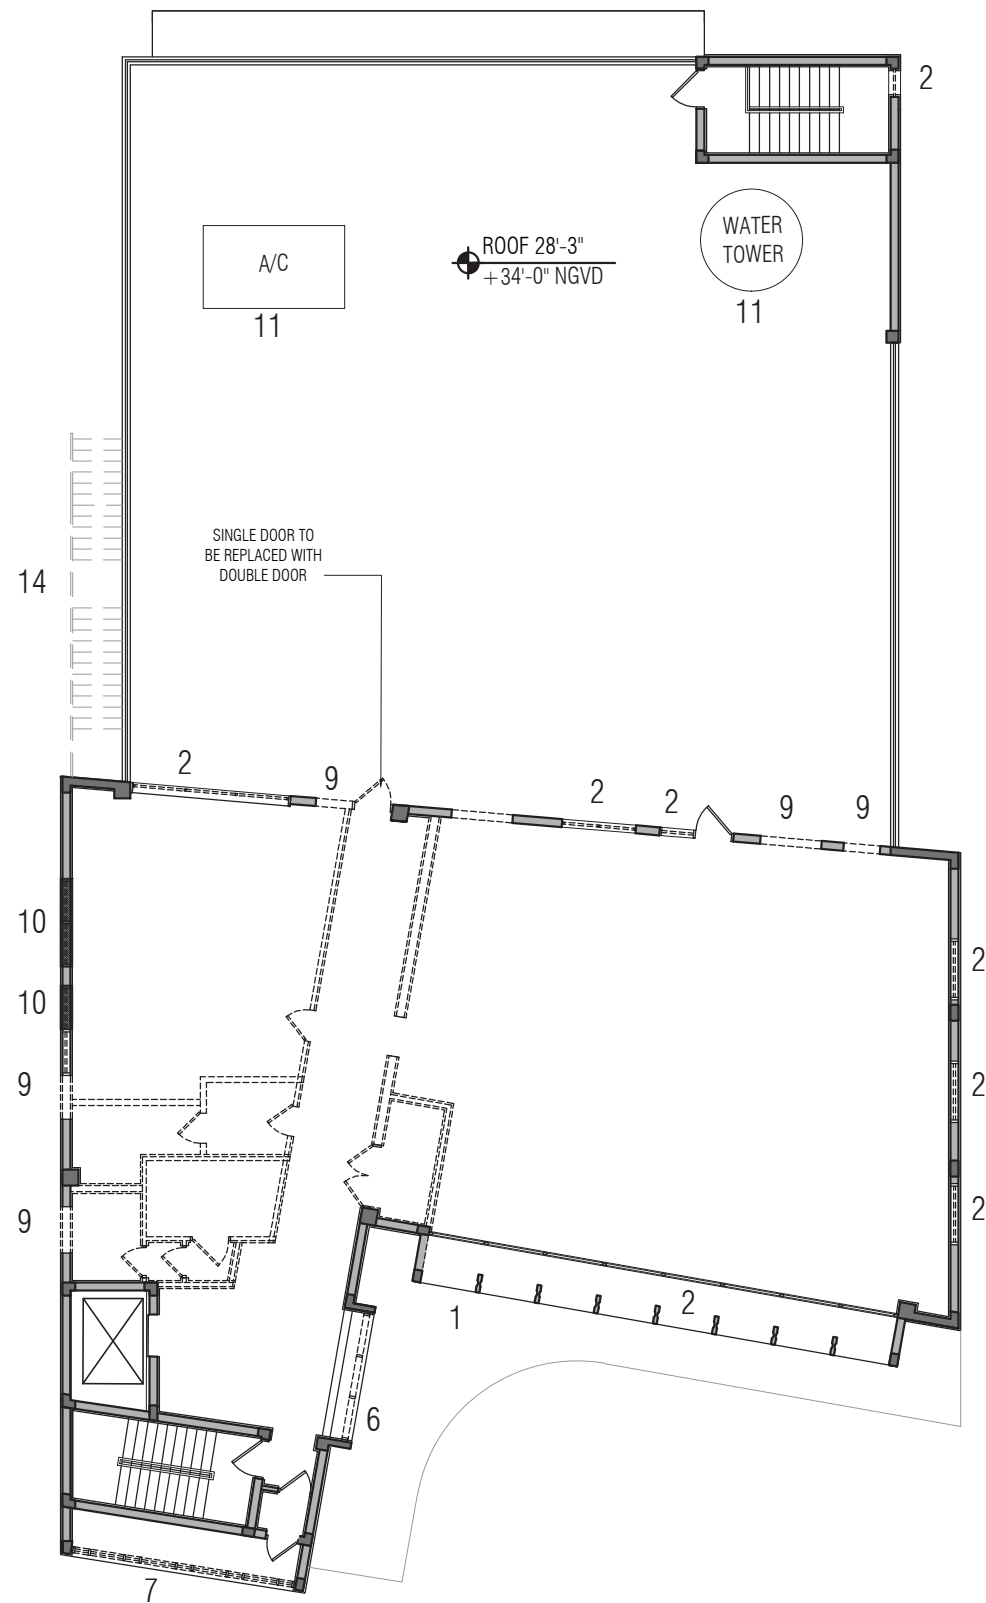 2
WATER
TOWER
11
ROOF 28'-3"
+34'-0" NGVD
A/C
11
SINGLE DOOR TO
BE REPLACED WITH
DOUBLE DOOR
14
2
9
2
2
9
9
10
10
9
9
2
2
2
2
1
6
7